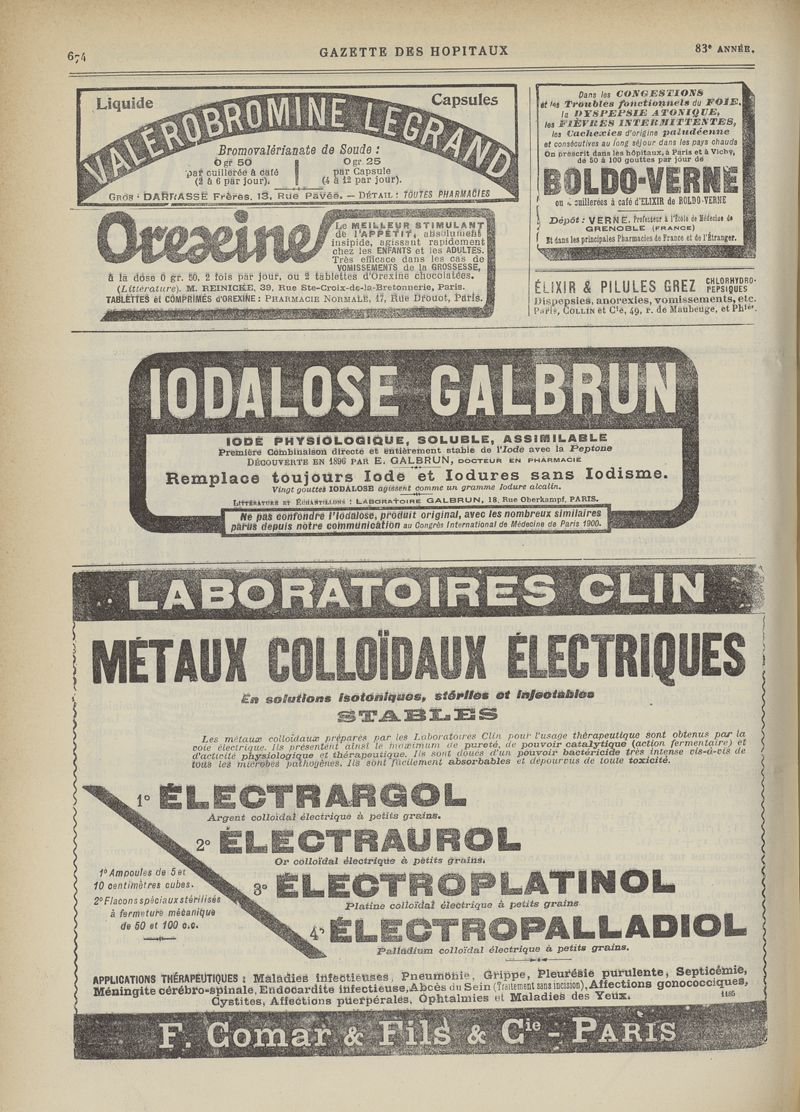 674
GAZETTE DES HOPITAUX
83e ANNÉE.
Liquide
Capsules
VALÉROBROMINE LEGRAND
Bromovalérianate de Soude :
0 gr 50
par cuillerée à café
(2 à 6 par jour).
0 gr. 25
par Capsule
(4 à 12 par jour).
GROS : DARRASSE Frères, 13, Rue Pavée. — DÉTAIL : TOUTES PHARMACIES
Orexine
Le MEILLEUR STIMULANT
de l'APPÉTIT, absolument
insipide, agissant rapidement
chez les ENFANTS et les ADULTES.
Très efficace dans les cas de
VOMISSEMENTS de la GROSSESSE,
à la dose 0 gr. 50, 2 fois par jour, ou 2 tablettes d'Orexine chocolatées.
(Littérature). M. REINICKE, 39, Rue Ste-Croix-de-la-Bretonnerie, Paris.
TABLETTES et COMPRIMÉS d'OREXINE : PHARMACIE NORMALE, 17, Rue Drouot, Paris.
Dans les CONGESTIONS
et les Troubles fonctionnels du FOIE,
la DYSPEPSIE ATONIQUE,
les FIÈVRES INTERMITTENTES,
les Cachexies d'origine paludéenne
et consécutives au long séjour dans les pays chauds
On prescrit dans les hôpitaux, à Paris et à Vichy,
de 50 à 100 gouttes par jour de
BOLDO-VERNE
ou 4 cuillerées à café d'ELIXIR de BOLDO-VERNE
Dépôt : VERNE, Professeur à l'École de Médecine de
GRENOBLE (FRANCE)
Et dans les principales Pharmacies de France et de l'Étranger.
ÉLIXIR & PILULES GREZ CHLORHYDRO-PEPSIQUES
Dispepsies, anorexies, vomissements, etc.
Paris, COLLIN et Cie, 49, r. de Maubeuge, et Phies.
IODALOSE GALBRUN
IODE PHYSIOLOGIQUE, SOLUBLE, ASSIMILABLE
Première Combinaison directe et entièrement stable de l'Iode avec la Peptone
DÉCOUVERTE EN 1896 PAR E. GALBRUN, DOCTEUR EN PHARMACIE
Remplace toujours Iode et Iodures sans Iodisme.
Vingt gouttes IODALOSE agissent comme un gramme Iodure alcalin.
LITTÉRATURE ET ÉCHANTILLONS : LABORATOIRE GALBRUN, 18, Rue Oberkampf, PARIS.
Ne pas confondre l'Iodalose, produit original, avec les nombreux similaires
parus depuis notre communication au Congrès International de Médecine de Paris 1900.
LABORATOIRES CLIN
MÉTAUX COLLOÏDAUX ÉLECTRIQUES
En solutions isotoniques, stériles et injectables
STABLES
Les métaux colloïdaux préparés par les Laboratoires Clin pour l'usage thérapeutique sont obtenus par la
voie électrique. Ils présentent ainsi le maximum de pureté, de pouvoir catalytique (action fermentaire) et
d'activité physiologique et thérapeutique. Ils sont doués d'un pouvoir bactéricide très intense vis-à-vis de
tous les microbes pathogènes. Ils sont facilement absorbables et dépourvus de toute toxicité.
1º ÉLECTRARGOL
Argent colloïdal électrique à petits grains.
2º ÉLECTRAUROL
Or colloïdal électrique à petits grains.
3º ÉLECTROPLATINOL
Platine colloïdal électrique à petits grains
4º ÉLECTROPALLADIOL
Palladium colloïdal électrique à petits grains.
1º Ampoules de 5 et
10 centimètres cubes.
2º Flacons spéciaux stérilisés
à fermeture mécanique
de 50 et 100 c.c.
APPLICATIONS THÉRAPEUTIQUES : Maladies infectieuses, Pneumonie, Grippe, Pleurésie purulente, Septicémie,
Méningite cérébro-spinale, Endocardite infectieuse, Abcès du Sein (Traitement sans incision), Affections gonococciques,
Cystites, Affections puerpérales, Ophtalmies et Maladies des Yeux.
1185
F. Comar & Fils & Cie - PARIS